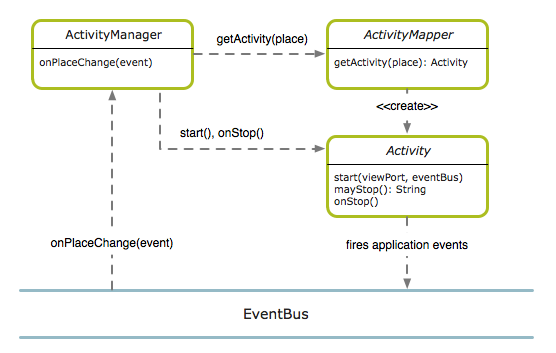 ActivityManager
onPlaceChange(event)
getActivity(place)
ActivityMapper
getActivity(place): Activity
<<create>>
start(), onStop()
Activity
start(viewPort, eventBus)
mayStop(): String
onStop()
onPlaceChange(event)
fires application events
EventBus